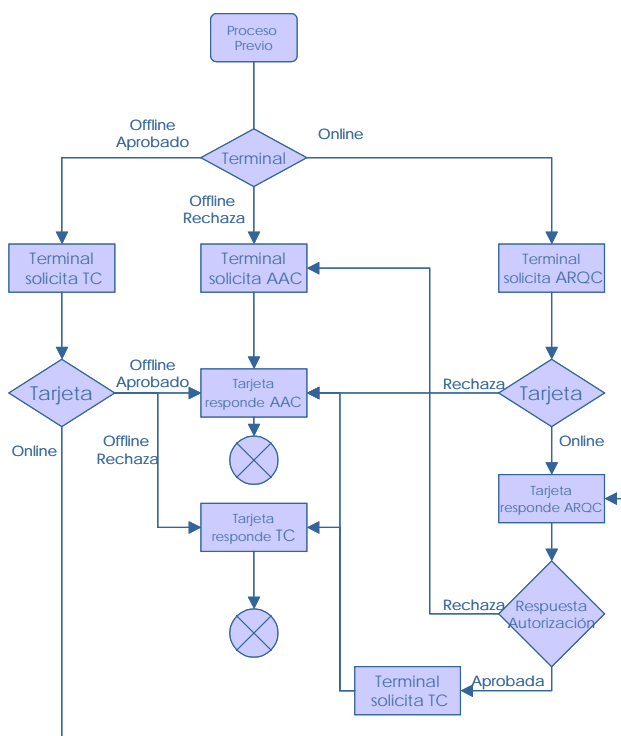 Proceso
Previo
Offline
Aprobado
Online
Terminal
Offline
Rechaza
Terminal
solicita TC
Terminal
solicita AAC
Terminal
solicita ARQC
Offline
Aprobado
Tarjeta
Tarjeta
responde AAC
Rechaza
Tarjeta
Online
Offline
Rechaza
Online
Tarjeta
responde ARQC
Tarjeta
responde TC
Rechaza
Respuesta
Autorización
Terminal
solicita TC
Aprobada